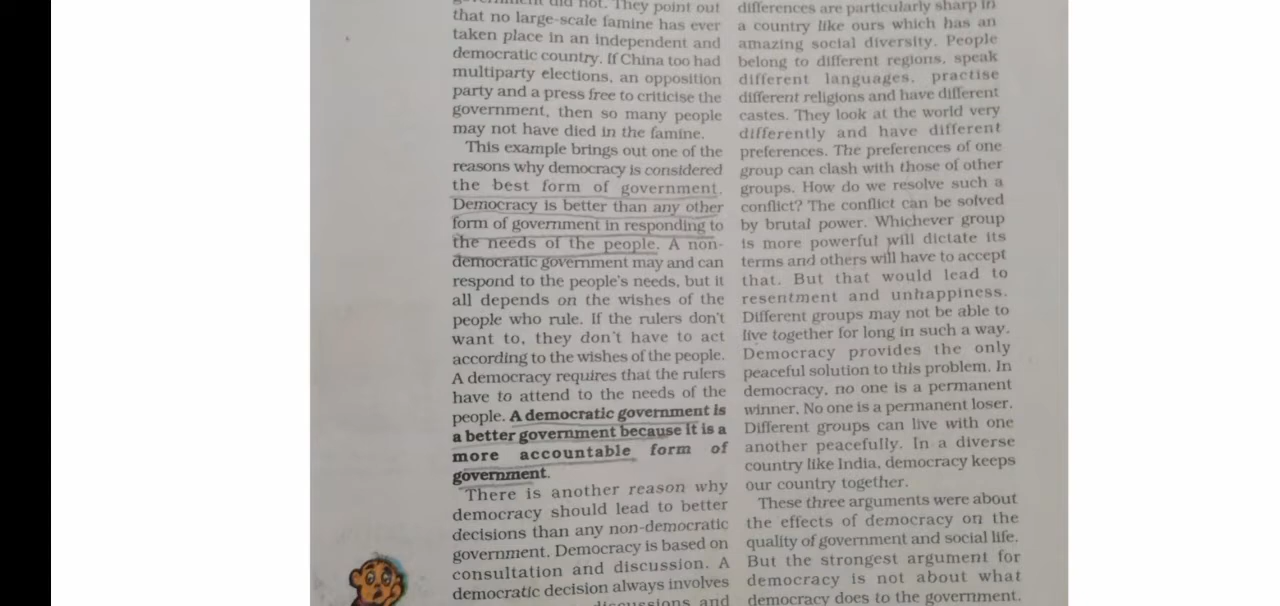 government did not. They point out
that no large-scale famine has ever
taken place in an independent and
democratic country. If China too had
multiparty elections, an opposition
party and a press free to criticise the
government, then so many people
may not have died in the famine.
This example brings out one of the
reasons why democracy is considered
the best form of government.
Democracy is better than any other
form of government in responding to
the needs of the people. A non-
democratic government may and can
respond to the people's needs, but it
all depends on the wishes of the
people who rule. If the rulers don't
want to, they don't have to act
according to the wishes of the people.
A democracy requires that the rulers
have to attend to the needs of the
people. A democratic government is
a better government because it is a
more accountable form of
government.
There is another reason why
democracy should lead to better
decisions than any non-democratic
government. Democracy is based on
consultation and discussion. A
democratic decision always involves
discussions and
differences are particularly sharp in
a country like ours which has an
amazing social diversity. People
belong to different regions, speak
different languages, practise
different religions and have different
castes. They look at the world very
differently and have different
preferences. The preferences of one
group can clash with those of other
groups. How do we resolve such a
conflict? The conflict can be solved
by brutal power. Whichever group
is more powerful will dictate its
terms and others will have to accept
that. But that would lead to
resentment and unhappiness.
Different groups may not be able to
live together for long in such a way.
Democracy provides the only
peaceful solution to this problem. In
democracy, no one is a permanent
winner. No one is a permanent loser.
Different groups can live with one
another peacefully. In a diverse
country like India, democracy keeps
our country together.
These three arguments were about
the effects of democracy on the
quality of government and social life.
But the strongest argument for
democracy is not about what
democracy does to the government.